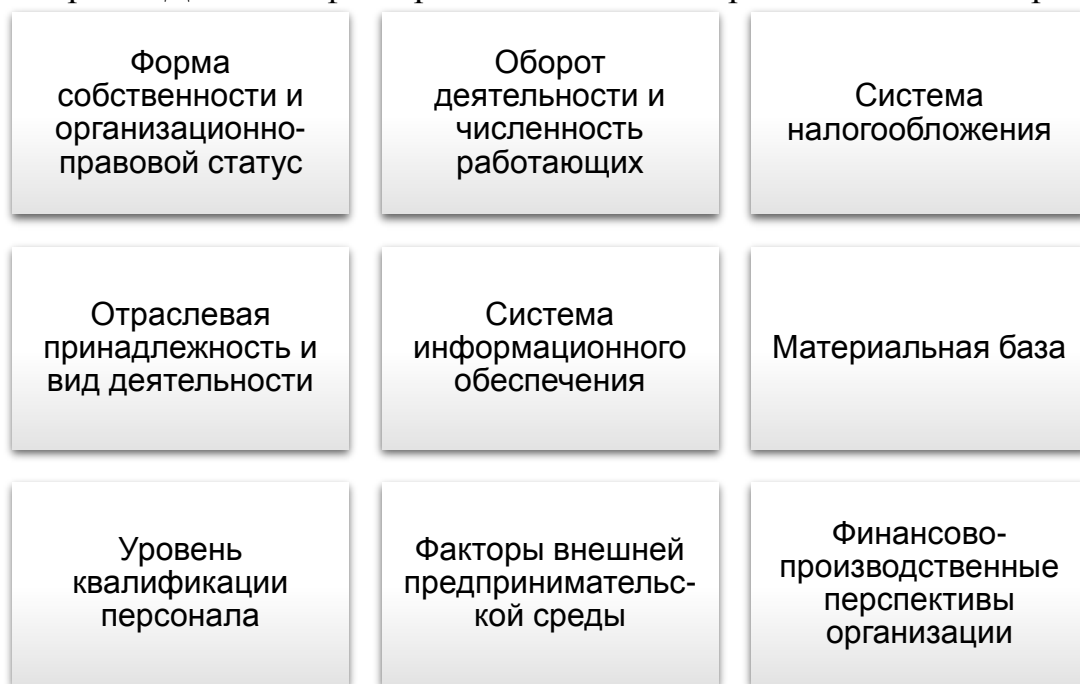 Форма
собственности и
организационно-
правовой статус
Оборот
деятельности и
численность
работающих
Система
налогообложения
Отраслевая
принадлежность и
вид деятельности
Система
информационного
обеспечения
Материальная база
Уровень
квалификации
персонала
Факторы внешней
предпринимательс-
кой среды
Финансово-
производственные
перспективы
организации